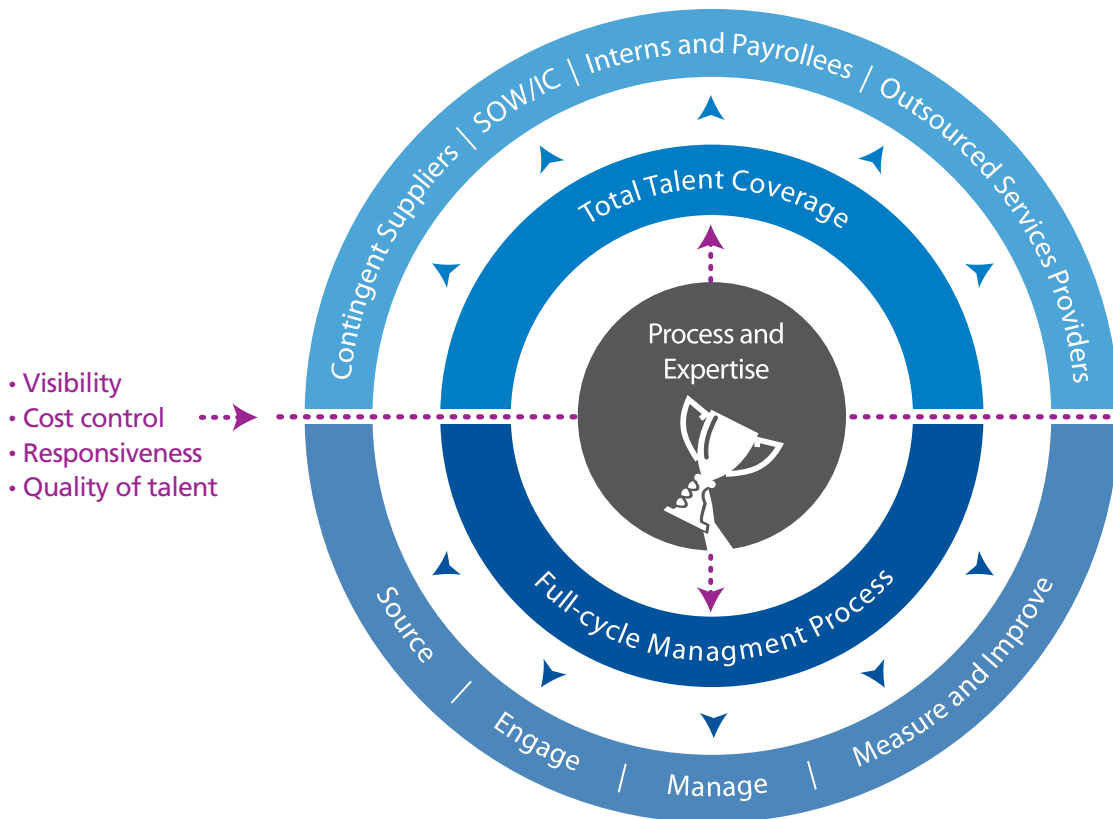 Contingent Suppliers | SOW/IC | Interns and Payrollees | Outsourced Services Providers
Total Talent Coverage
Process and
Expertise
• Visibility
• Cost control
• Responsiveness
• Quality of talent
Full-cycle Managment Process
Source | Engage | Manage | Measure and Improve